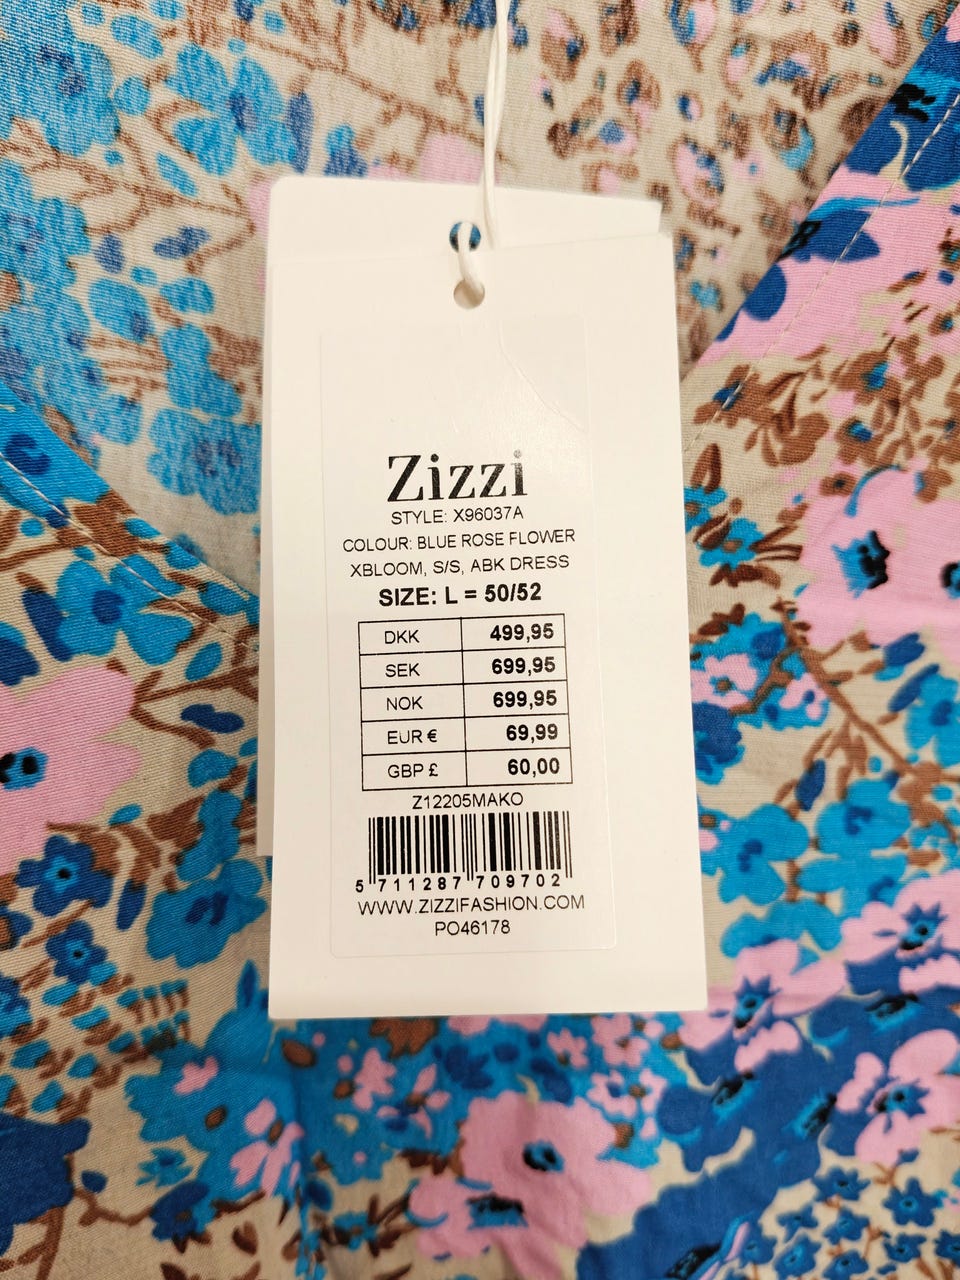 Zizzi
STYLE: X96037A
COLOUR: BLUE ROSE FLOWER
XBLOOM, S/S, ABK DRESS
SIZE: L = 50/52
DKK 499,95
SEK 699,95
NOK 699,95
EUR € 69,99
GBP £ 60,00
Z12205MAKO
5 711287 709702
WWW.ZIZZIFASHION.COM
PO46178